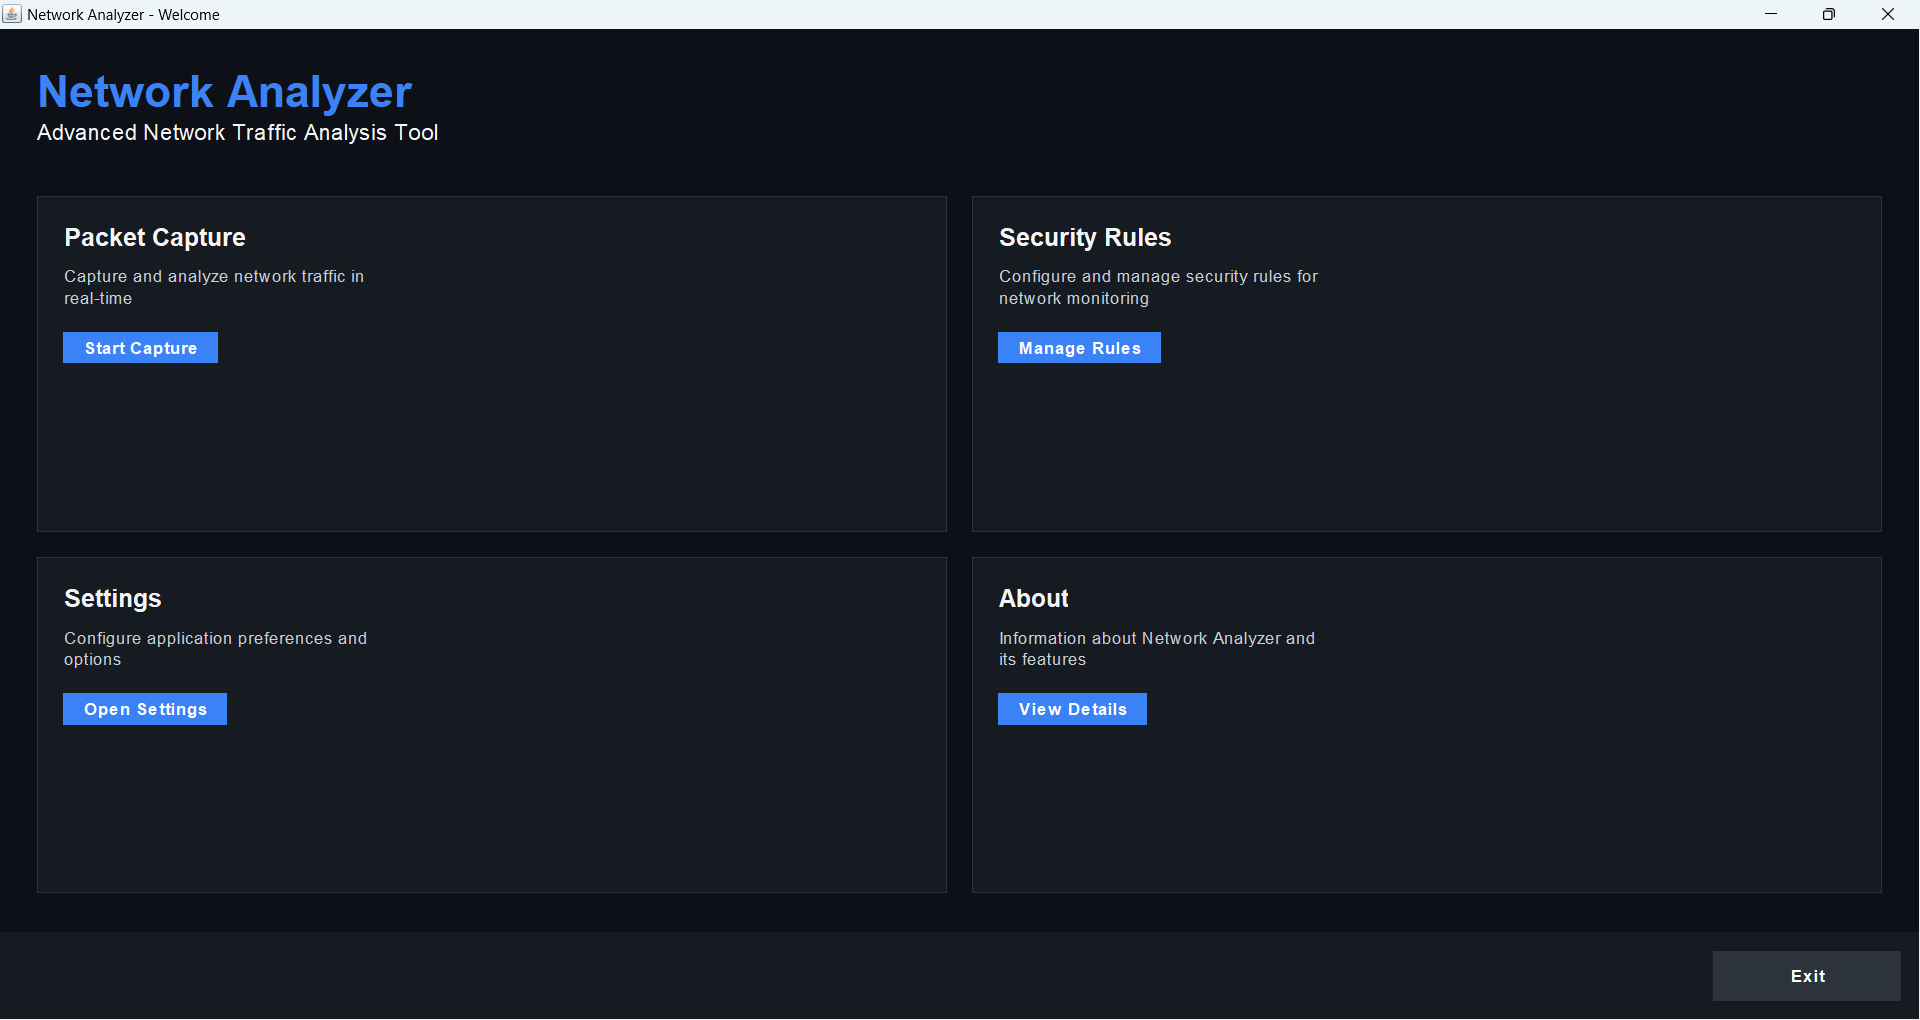 Network Analyzer - Welcome
Network Analyzer
Advanced Network Traffic Analysis Tool
Packet Capture
Capture and analyze network traffic in
real-time
Start Capture
Security Rules
Configure and manage security rules for
network monitoring
Manage Rules
Settings
Configure application preferences and
options
Open Settings
About
Information about Network Analyzer and
its features
View Details
Exit